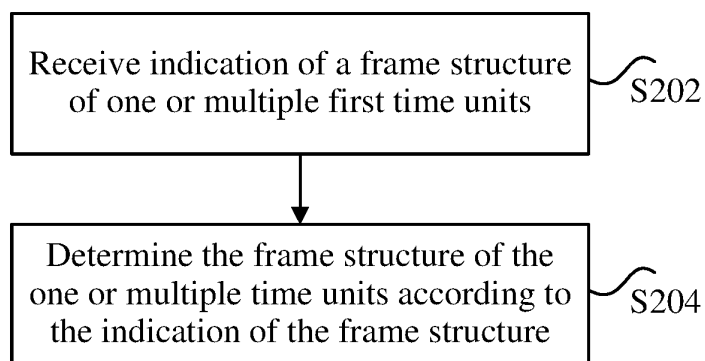 Receive indication of a frame structure
of one or multiple first time units
S202
Determine the frame structure of the
one or multiple time units according to
the indication of the frame structure
S204